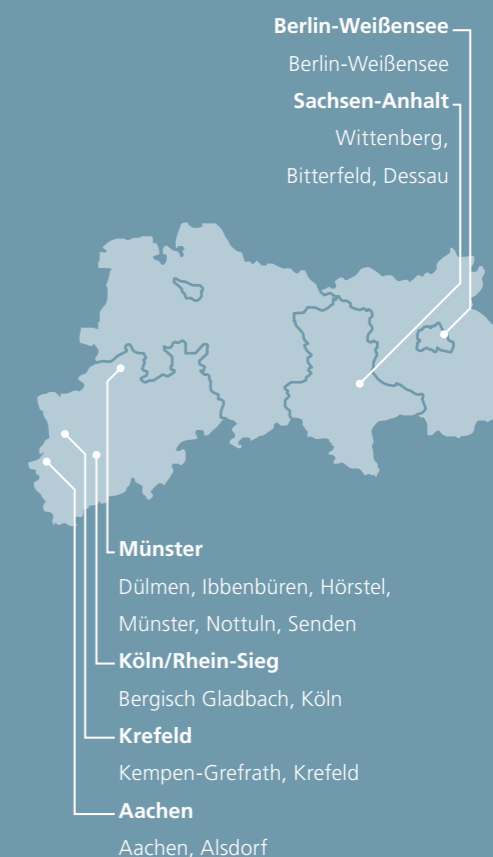 Berlin-Weißensee
Berlin-Weißensee
Sachsen-Anhalt
Wittenberg,
Bitterfeld, Dessau
Münster
Dülmen, Ibbenbüren, Hörstel,
Münster, Nottuln, Senden
Köln/Rhein-Sieg
Bergisch Gladbach, Köln
Krefeld
Kempen-Grefrath, Krefeld
Aachen
Aachen, Alsdorf